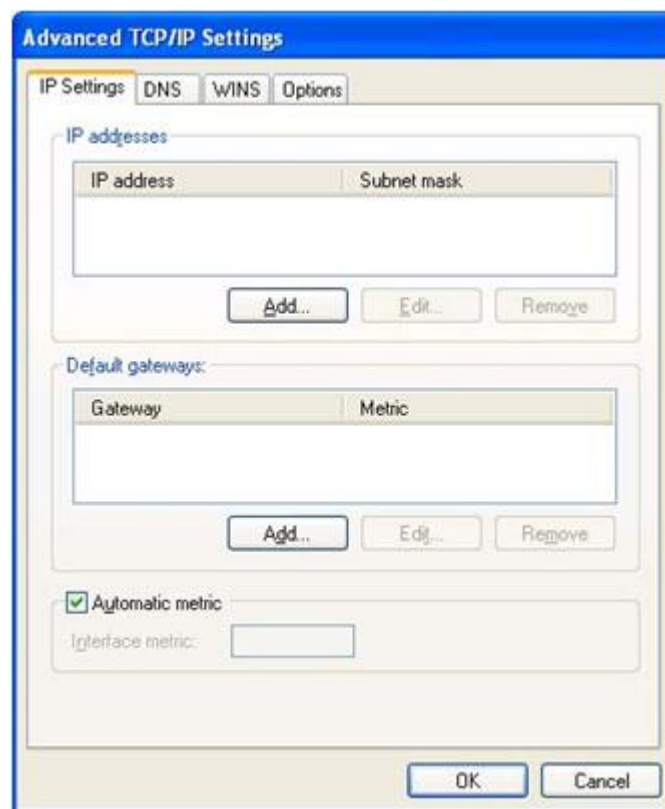 Advanced TCP/IP Settings
IP Settings DNS WINS Options
IP addresses
IP address Subnet mask
Add... Edit... Remove
Default gateways:
Gateway Metric
Add... Edit... Remove
Automatic metric
Interface metric:
OK Cancel